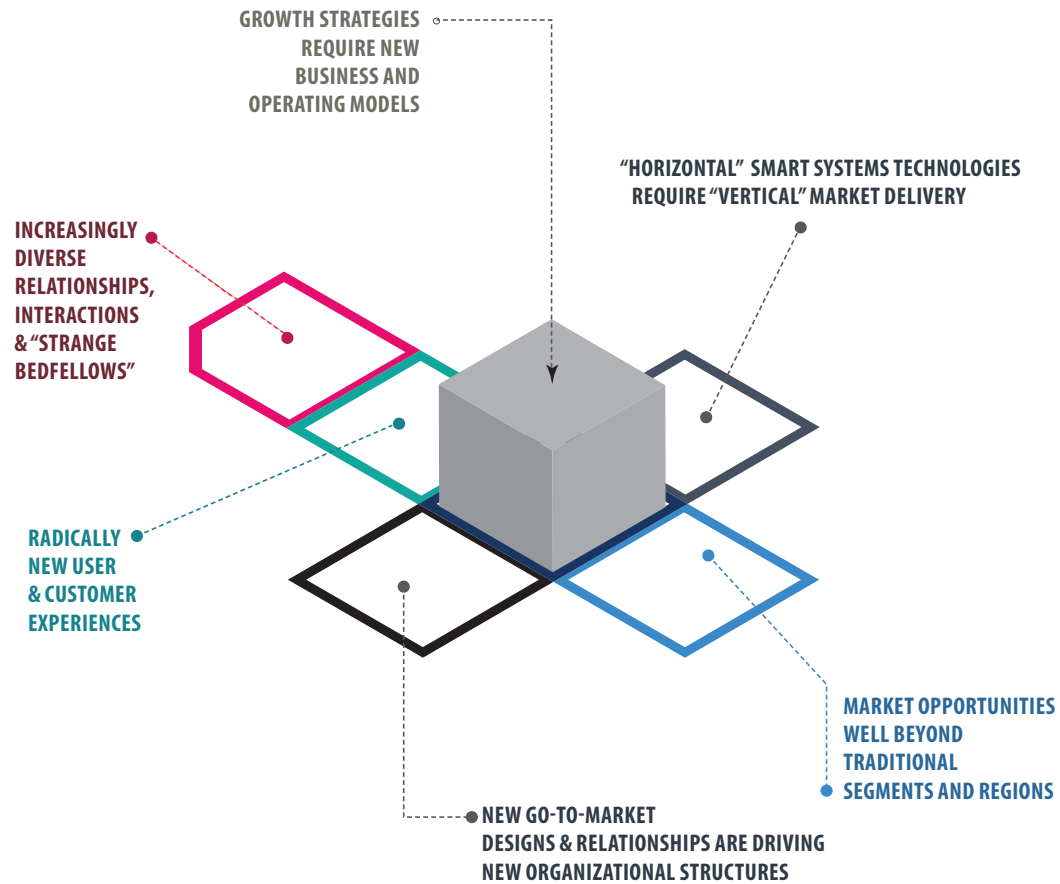 GROWTH STRATEGIES
REQUIRE NEW
BUSINESS AND
OPERATING MODELS
“HORIZONTAL” SMART SYSTEMS TECHNOLOGIES
REQUIRE “VERTICAL” MARKET DELIVERY
INCREASINGLY
DIVERSE
RELATIONSHIPS,
INTERACTIONS
& “STRANGE
BEDFELLOWS”
RADICALLY
NEW USER
& CUSTOMER
EXPERIENCES
MARKET OPPORTUNITIES
WELL BEYOND
TRADITIONAL
SEGMENTS AND REGIONS
NEW GO-TO-MARKET
DESIGNS & RELATIONSHIPS ARE DRIVING
NEW ORGANIZATIONAL STRUCTURES